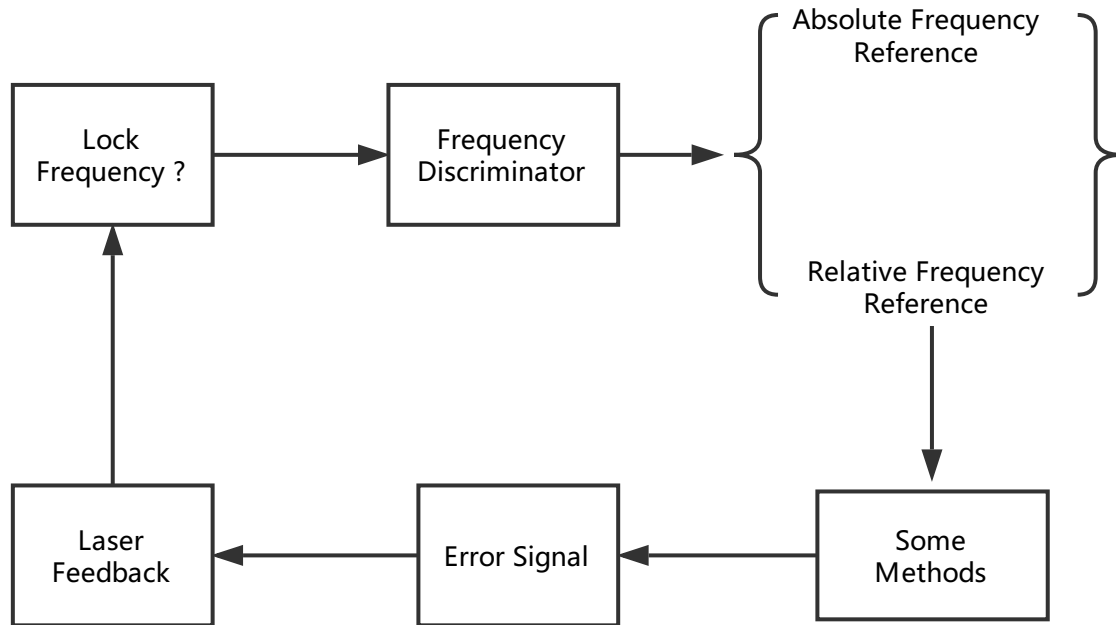 Lock
Frequency ?
Frequency
Discriminator
Absolute Frequency
Reference
Relative Frequency
Reference
Laser
Feedback
Error Signal
Some
Methods